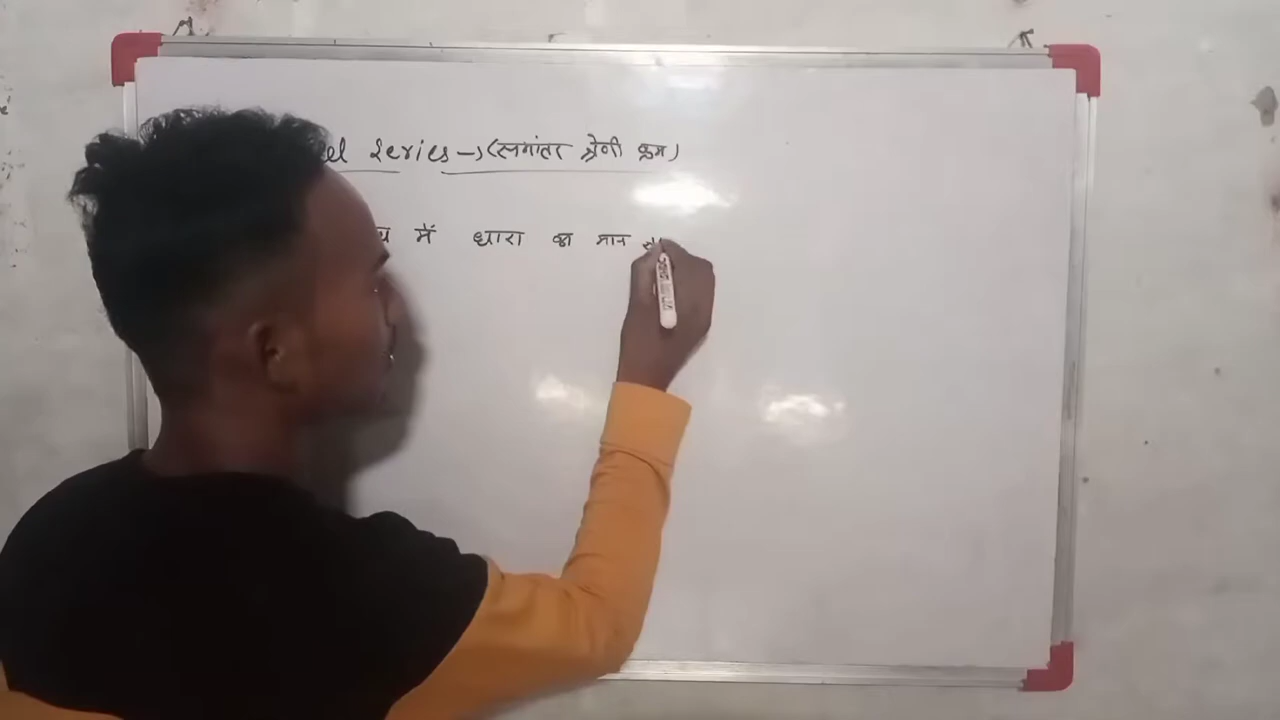 el Series → (समांतर श्रेणी क्रम)
में धारा का मान